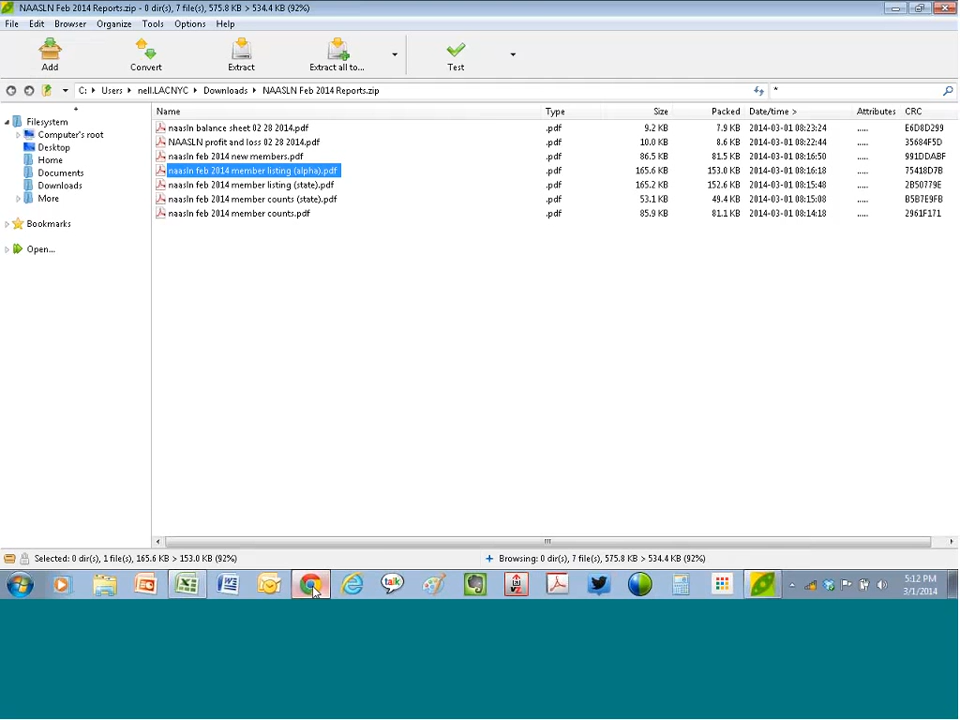 NAASLN Feb 2014 Reports.zip - 0 dir(s), 7 file(s), 575.8 KB > 534.4 KB (92%)
File Edit Browser Organize Tools Options Help
Add Convert Extract Extract all to... Test
C: Users nell.LACNYC Downloads NAASLN Feb 2014 Reports.zip *
Name Type Size Packed Date/time > Attributes CRC
Filesystem
Computer's root
Desktop
Home
Documents
Downloads
More
Bookmarks
Open...
naasln balance sheet 02 28 2014.pdf .pdf 9.2 KB 7.9 KB 2014-03-01 08:23:24 ..... E6D8D299
NAASLN profit and loss 02 28 2014.pdf .pdf 10.0 KB 8.6 KB 2014-03-01 08:22:44 ..... 35684F5D
naasln feb 2014 new members.pdf .pdf 86.5 KB 81.5 KB 2014-03-01 08:16:50 ..... 991DDABF
naasln feb 2014 member listing (alpha).pdf .pdf 165.6 KB 153.0 KB 2014-03-01 08:16:18 ..... 75418D7B
naasln feb 2014 member listing (state).pdf .pdf 165.2 KB 152.6 KB 2014-03-01 08:15:48 ..... 2B50779E
naasln feb 2014 member counts (state).pdf .pdf 53.1 KB 49.4 KB 2014-03-01 08:15:08 ..... B5B7E9FB
naasln feb 2014 member counts.pdf .pdf 85.9 KB 81.1 KB 2014-03-01 08:14:18 ..... 2961F171
Selected: 0 dir(s), 1 file(s), 165.6 KB > 153.0 KB (92%) Browsing: 0 dir(s), 7 file(s), 575.8 KB > 534.4 KB (92%)
talk
5:12 PM
3/1/2014